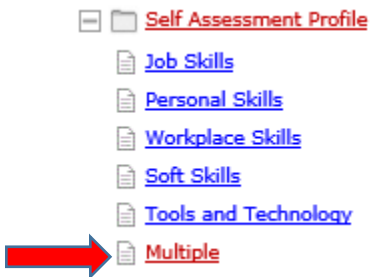 Self Assessment Profile
Job Skills
Personal Skills
Workplace Skills
Soft Skills
Tools and Technology
Multiple